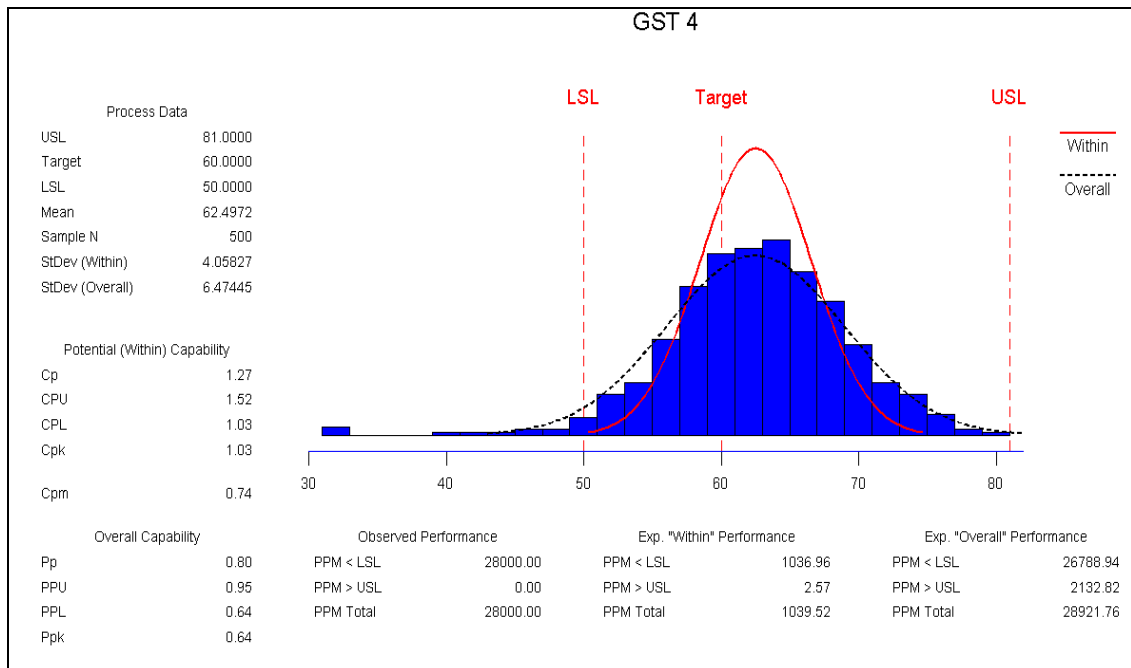 GST 4
LSL Target USL
Process Data
USL 81.0000
Target 60.0000
LSL 50.0000
Mean 62.4972
Sample N 500
StDev (Within) 4.05827
StDev (Overall) 6.47445
Within
Overall
Potential (Within) Capability
Cp 1.27
CPU 1.52
CPL 1.03
Cpk 1.03
Cpm 0.74
30 40 50 60 70 80
Overall Capability
Pp 0.80
PPU 0.95
PPL 0.64
Ppk 0.64
Observed Performance
PPM < LSL 28000.00
PPM > USL 0.00
PPM Total 28000.00
Exp. "Within" Performance
PPM < LSL 1036.96
PPM > USL 2.57
PPM Total 1039.52
Exp. "Overall" Performance
PPM < LSL 26788.94
PPM > USL 2132.82
PPM Total 28921.76